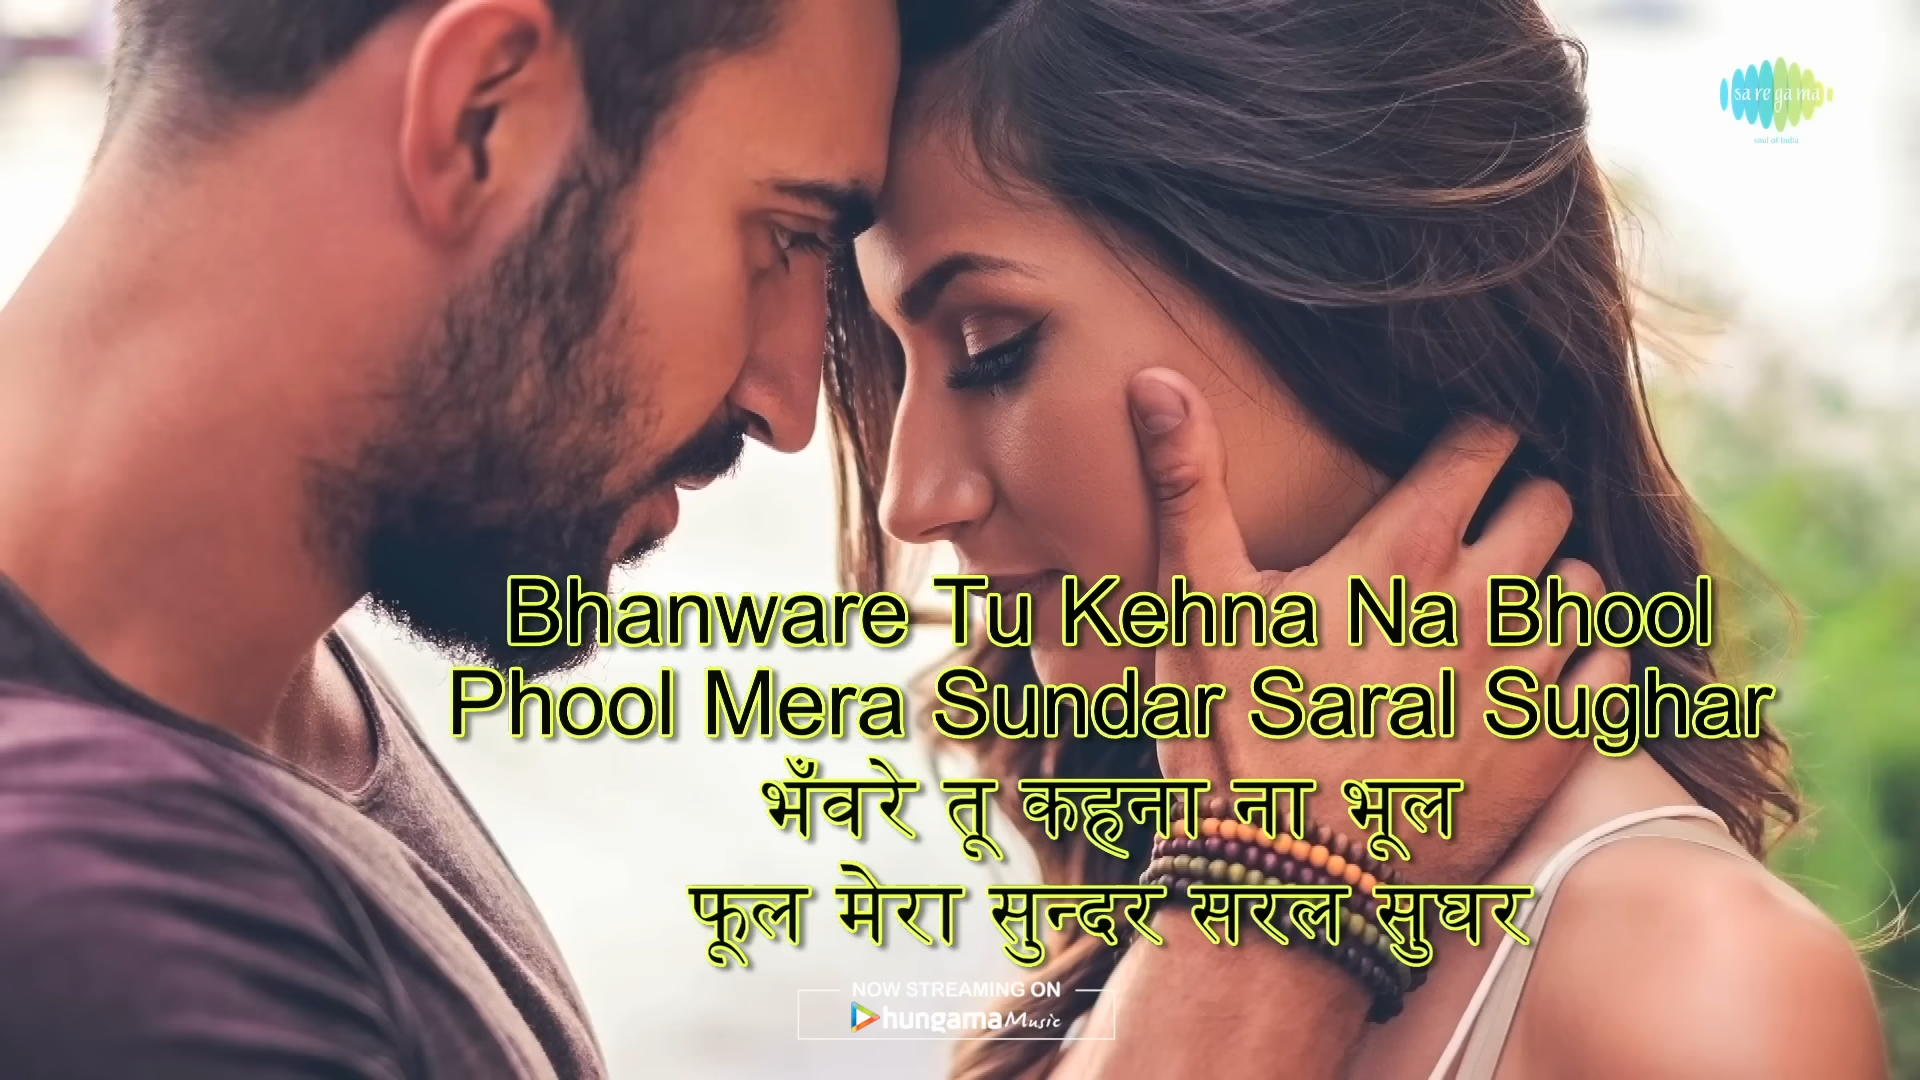 sa re ga ma
soul of India
Bhanware Tu Kehna Na Bhool
Phool Mera Sundar Saral Sughar
भँवरे तू कहना ना भूल
फूल मेरा सुन्दर सरल सुघर
NOW STREAMING ON
hungama Music